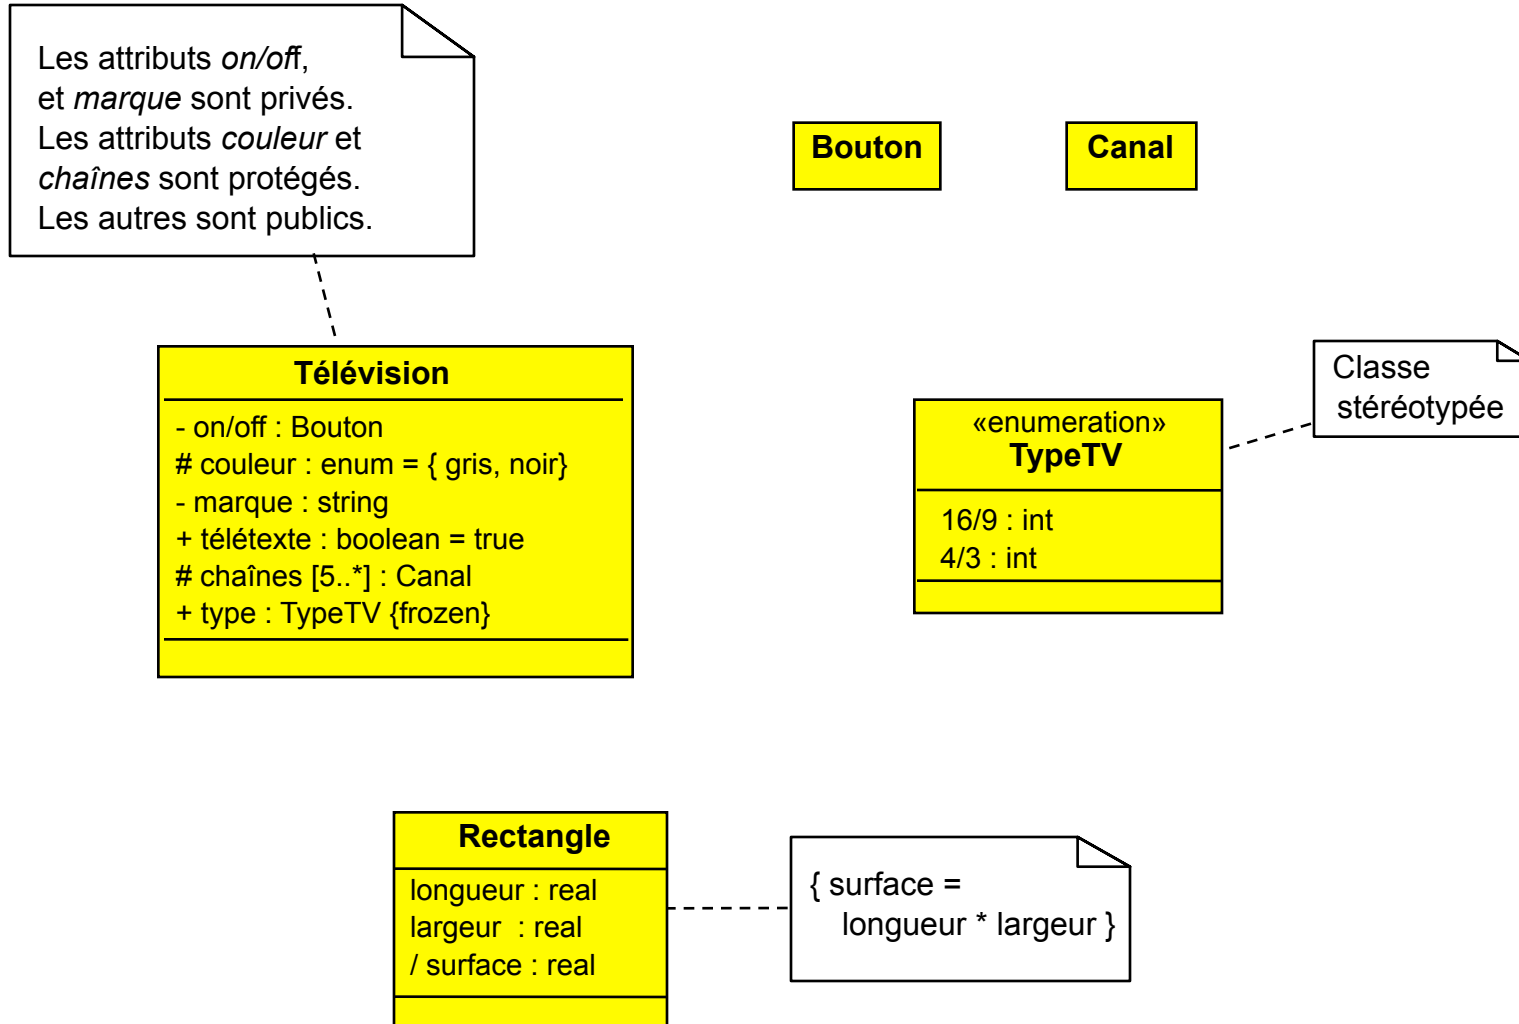 Les attributs on/off,
et marque sont privés.
Les attributs couleur et
chaînes sont protégés.
Les autres sont publics.
Bouton
Canal
Télévision
- on/off : Bouton
# couleur : enum = { gris, noir}
- marque : string
+ télétexte : boolean = true
# chaînes [5..*] : Canal
+ type : TypeTV {frozen}
«enumeration»
TypeTV
16/9 : int
4/3 : int
Classe
stéréotypée
Rectangle
longueur : real
largeur  : real
/ surface : real
{ surface =
longueur * largeur }